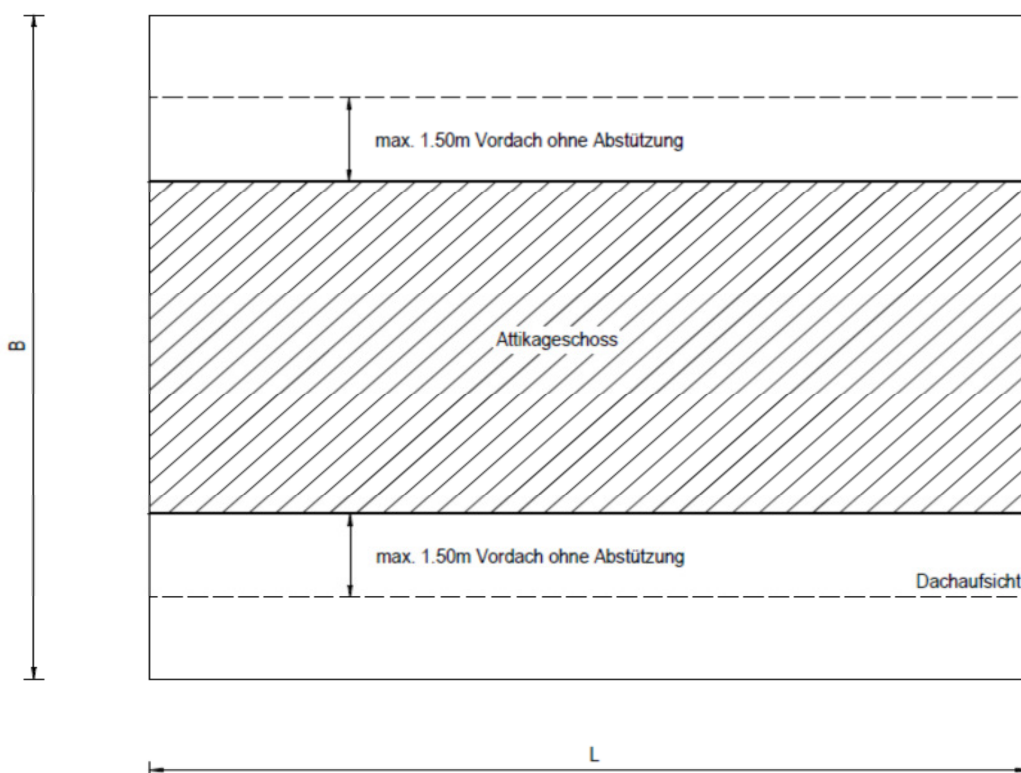 max. 1.50m Vordach ohne Abstützung
B
Attikageschoss
max. 1.50m Vordach ohne Abstützung
Dachaufsicht
L